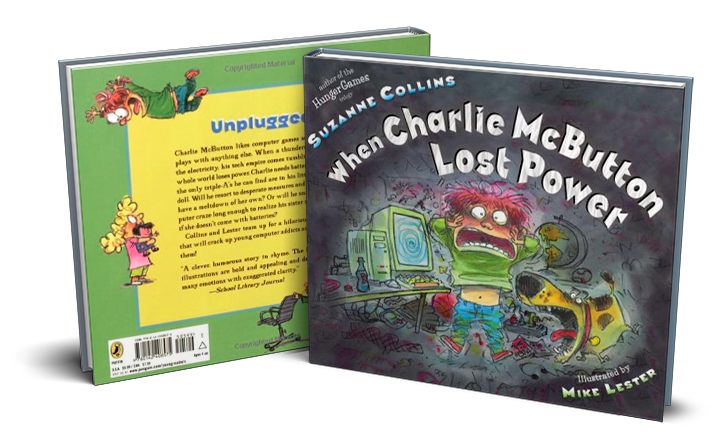 Copyrighted Material
Unplugged
Charlie McButton likes computer games
plays with anything else. When a thunder
the electricity, his tech empire comes tumbl
whole world loses power. Charlie needs batte
the only triple-A's he can find are in his litt
doll. Will he resort to desperate measures and
have a meltdown of her own? Or will he sn
puter craze long enough to realize his sister
if she doesn't come with batteries?
Collins and Lester team up for a hilariou
that will crack up young computer addicts a
them!
"A clever, humorous story in rhyme. The
illustrations are bold and appealing and de
many emotions with exaggerated clarity."
—School Library Journal
author of the
Hunger Games
trilogy
SUZANNE COLLINS
When Charlie McButton
Lost Power
Illustrated by
MIKE LESTER